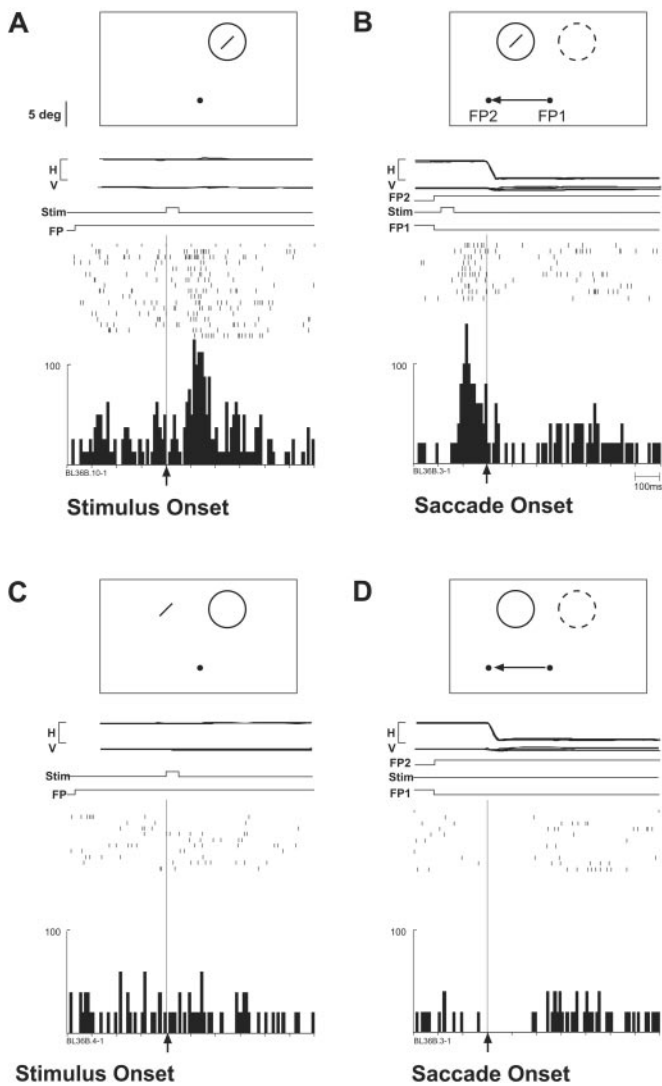 A
5 deg
H
V
Stim
FP
100
BL36B.10-1
Stimulus Onset
B
FP2
FP1
H
V
FP2
Stim
FP1
100
BL36B.3-1
100ms
Saccade Onset
C
H
V
Stim
FP
100
BL36B.4-1
Stimulus Onset
D
H
V
FP2
Stim
FP1
100
BL36B.3-1
Saccade Onset